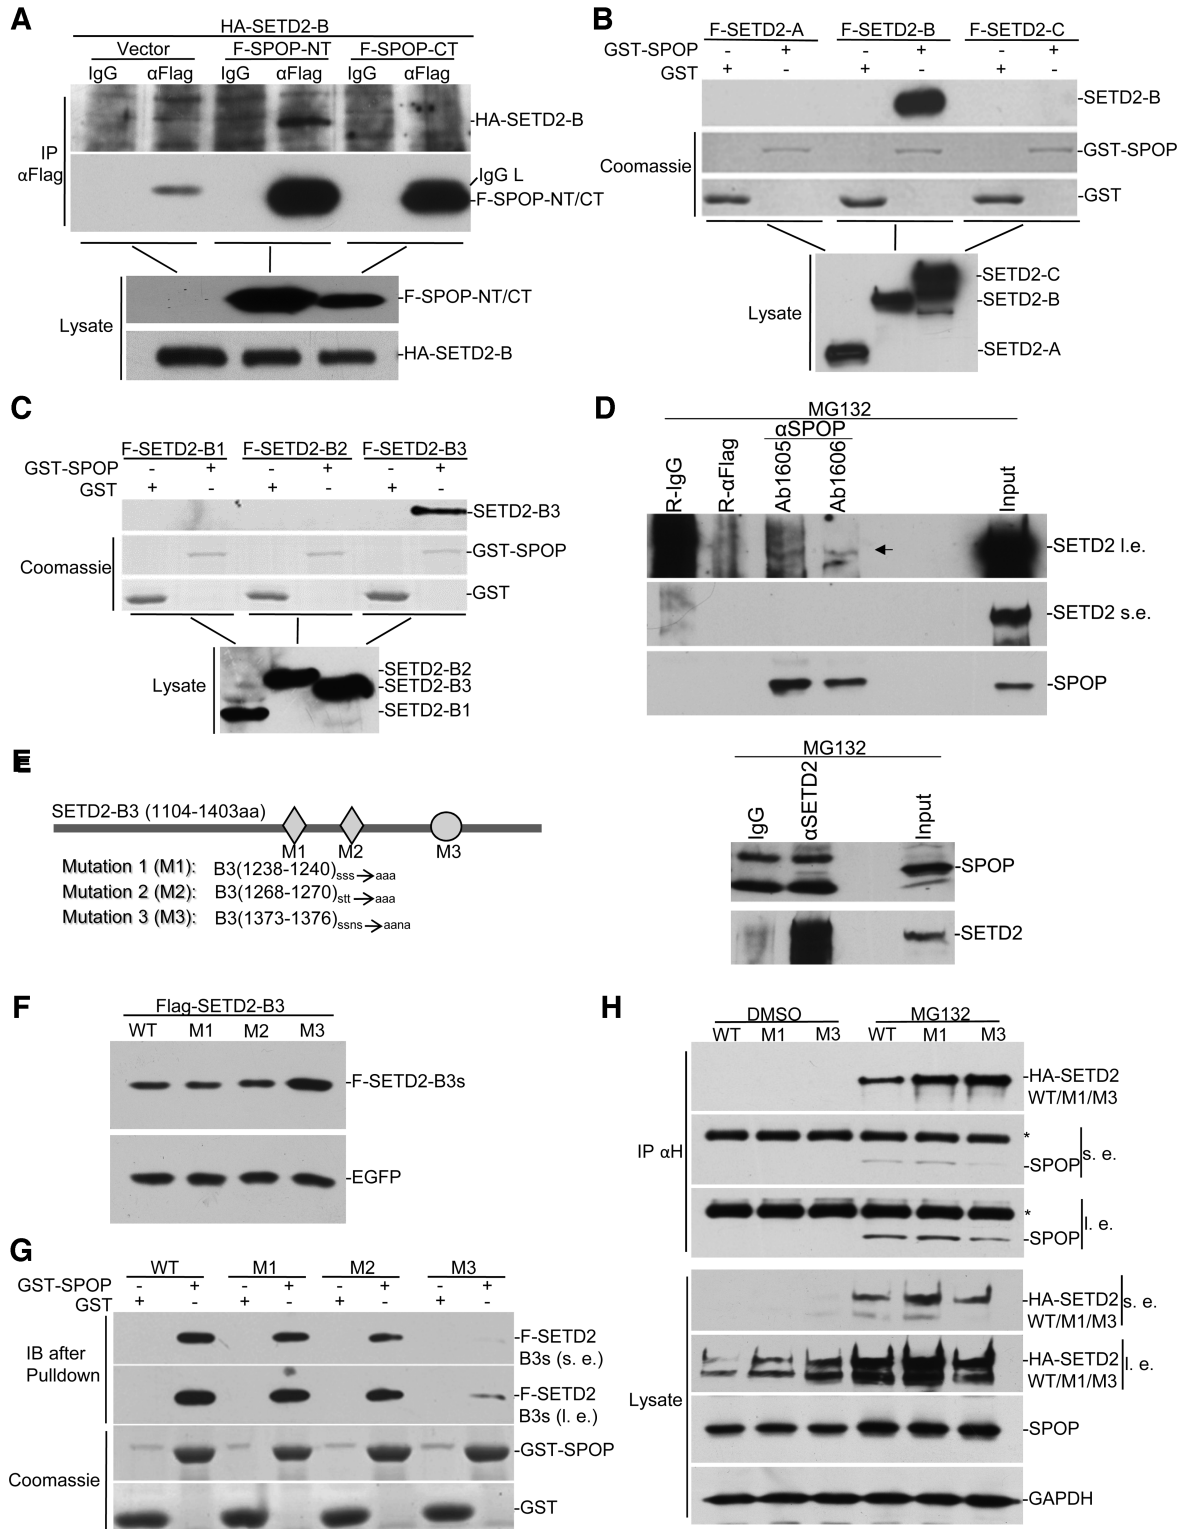 A
HA-SETD2-B
Vector F-SPOP-NT F-SPOP-CT
IgG αFlag IgG αFlag IgG αFlag
IP
αFlag
-HA-SETD2-B
IgG L
-F-SPOP-NT/CT
Lysate
-F-SPOP-NT/CT
-HA-SETD2-B
B
F-SETD2-A F-SETD2-B F-SETD2-C
GST-SPOP - + - + - +
GST + - + - + -
-SETD2-B
Coomassie
-GST-SPOP
-GST
Lysate
-SETD2-C
-SETD2-B
-SETD2-A
C
F-SETD2-B1 F-SETD2-B2 F-SETD2-B3
GST-SPOP - + - + - +
GST + - + - + -
-SETD2-B3
Coomassie
-GST-SPOP
-GST
Lysate
-SETD2-B2
-SETD2-B3
-SETD2-B1
D
MG132
αSPOP
R-IgG R-αFlag Ab1605 Ab1606 Input
-SETD2 l.e.
-SETD2 s.e.
-SPOP
MG132
IgG αSETD2 Input
-SPOP
-SETD2
E
SETD2-B3 (1104-1403aa)
M1 M2 M3
Mutation 1 (M1): B3(1238-1240)sss→aaa
Mutation 2 (M2): B3(1268-1270)stt→aaa
Mutation 3 (M3): B3(1373-1376)ssns→aana
F
Flag-SETD2-B3
WT M1 M2 M3
-F-SETD2-B3s
-EGFP
G
WT M1 M2 M3
GST-SPOP - + - + - + - +
GST + - + - + - + -
IB after
Pulldown
-F-SETD2
B3s (s. e.)
-F-SETD2
B3s (l. e.)
Coomassie
-GST-SPOP
-GST
H
DMSO MG132
WT M1 M3 WT M1 M3
IP αH
-HA-SETD2
WT/M1/M3
*
-SPOP s. e.
*
-SPOP l. e.
Lysate
-HA-SETD2 s. e.
WT/M1/M3
-HA-SETD2 l. e.
WT/M1/M3
-SPOP
-GAPDH